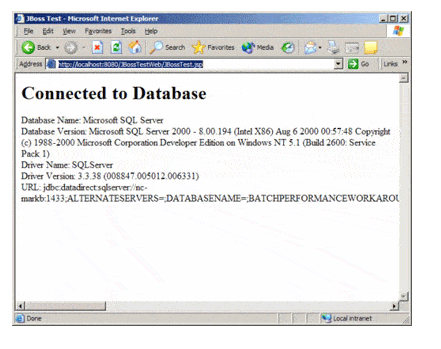 JBoss Test - Microsoft Internet Explorer
File Edit View Favorites Tools Help
Back Search Favorites Media
Address http://localhost:8080/JBossTestWeb/JBossTest.jsp Go Links »
Connected to Database
Database Name: Microsoft SQL Server
Database Version: Microsoft SQL Server 2000 - 8.00.194 (Intel X86) Aug 6 2000 00:57:48 Copyright
(c) 1988-2000 Microsoft Corporation Developer Edition on Windows NT 5.1 (Build 2600: Service
Pack 1)
Driver Name: SQLServer
Driver Version: 3.3.38 (008847.005012.006331)
URL: jdbc:datadirect:sqlserver://nc-
markb:1433;ALTERNATESERVERS=;DATABASENAME=;BATCHPERFORMANCEWORKAROU
Done Local intranet